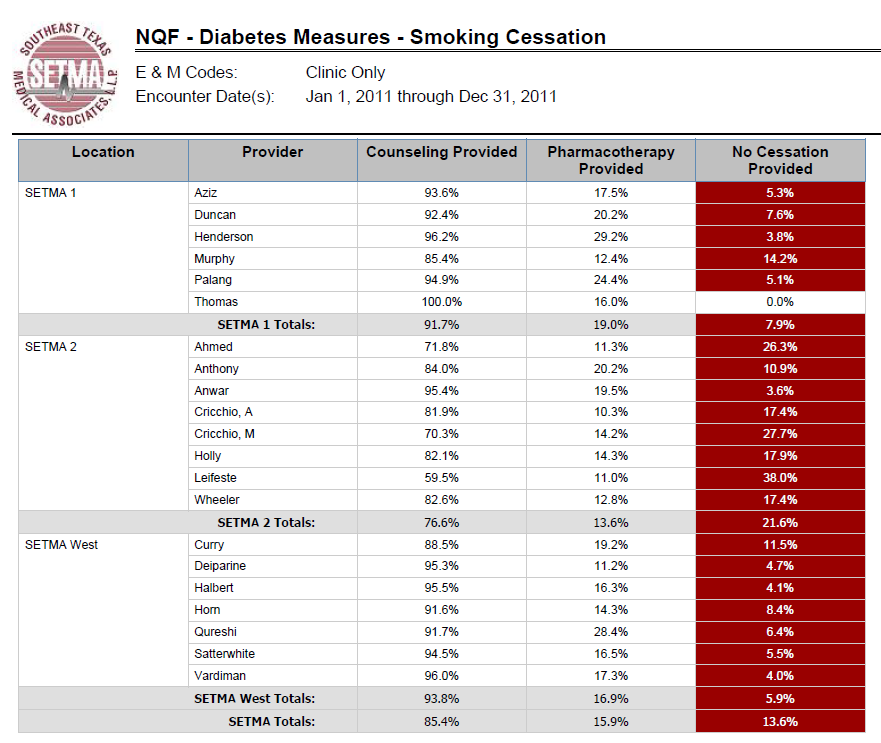 SOUTHEAST TEXAS
SETMA
MEDICAL ASSOCIATES, L.L.P.
NQF - Diabetes Measures - Smoking Cessation
E & M Codes: Clinic Only
Encounter Date(s): Jan 1, 2011 through Dec 31, 2011
Location Provider Counseling Provided Pharmacotherapy Provided No Cessation Provided
SETMA 1 Aziz 93.6% 17.5% 5.3%
Duncan 92.4% 20.2% 7.6%
Henderson 96.2% 29.2% 3.8%
Murphy 85.4% 12.4% 14.2%
Palang 94.9% 24.4% 5.1%
Thomas 100.0% 16.0% 0.0%
SETMA 1 Totals: 91.7% 19.0% 7.9%
SETMA 2 Ahmed 71.8% 11.3% 26.3%
Anthony 84.0% 20.2% 10.9%
Anwar 95.4% 19.5% 3.6%
Cricchio, A 81.9% 10.3% 17.4%
Cricchio, M 70.3% 14.2% 27.7%
Holly 82.1% 14.3% 17.9%
Leifeste 59.5% 11.0% 38.0%
Wheeler 82.6% 12.8% 17.4%
SETMA 2 Totals: 76.6% 13.6% 21.6%
SETMA West Curry 88.5% 19.2% 11.5%
Deiparine 95.3% 11.2% 4.7%
Halbert 95.5% 16.3% 4.1%
Horn 91.6% 14.3% 8.4%
Qureshi 91.7% 28.4% 6.4%
Satterwhite 94.5% 16.5% 5.5%
Vardiman 96.0% 17.3% 4.0%
SETMA West Totals: 93.8% 16.9% 5.9%
SETMA Totals: 85.4% 15.9% 13.6%